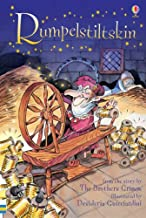 Rumpelstiltskin
from the story by
The Brothers Grimm
Illustrated by
Desideria Guicciardini